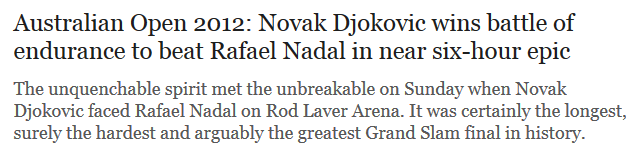 Australian Open 2012: Novak Djokovic wins battle of
endurance to beat Rafael Nadal in near six-hour epic
The unquenchable spirit met the unbreakable on Sunday when Novak
Djokovic faced Rafael Nadal on Rod Laver Arena. It was certainly the longest,
surely the hardest and arguably the greatest Grand Slam final in history.